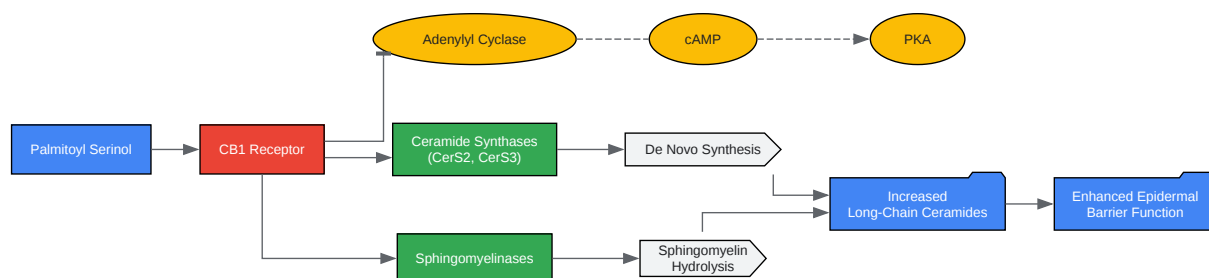 Adenylyl Cyclase
cAMP
PKA
Palmitoyl Serinol
CB1 Receptor
Ceramide Synthases
(CerS2, CerS3)
De Novo Synthesis
Increased
Long-Chain Ceramides
Enhanced Epidermal
Barrier Function
Sphingomyelinases
Sphingomyelin
Hydrolysis